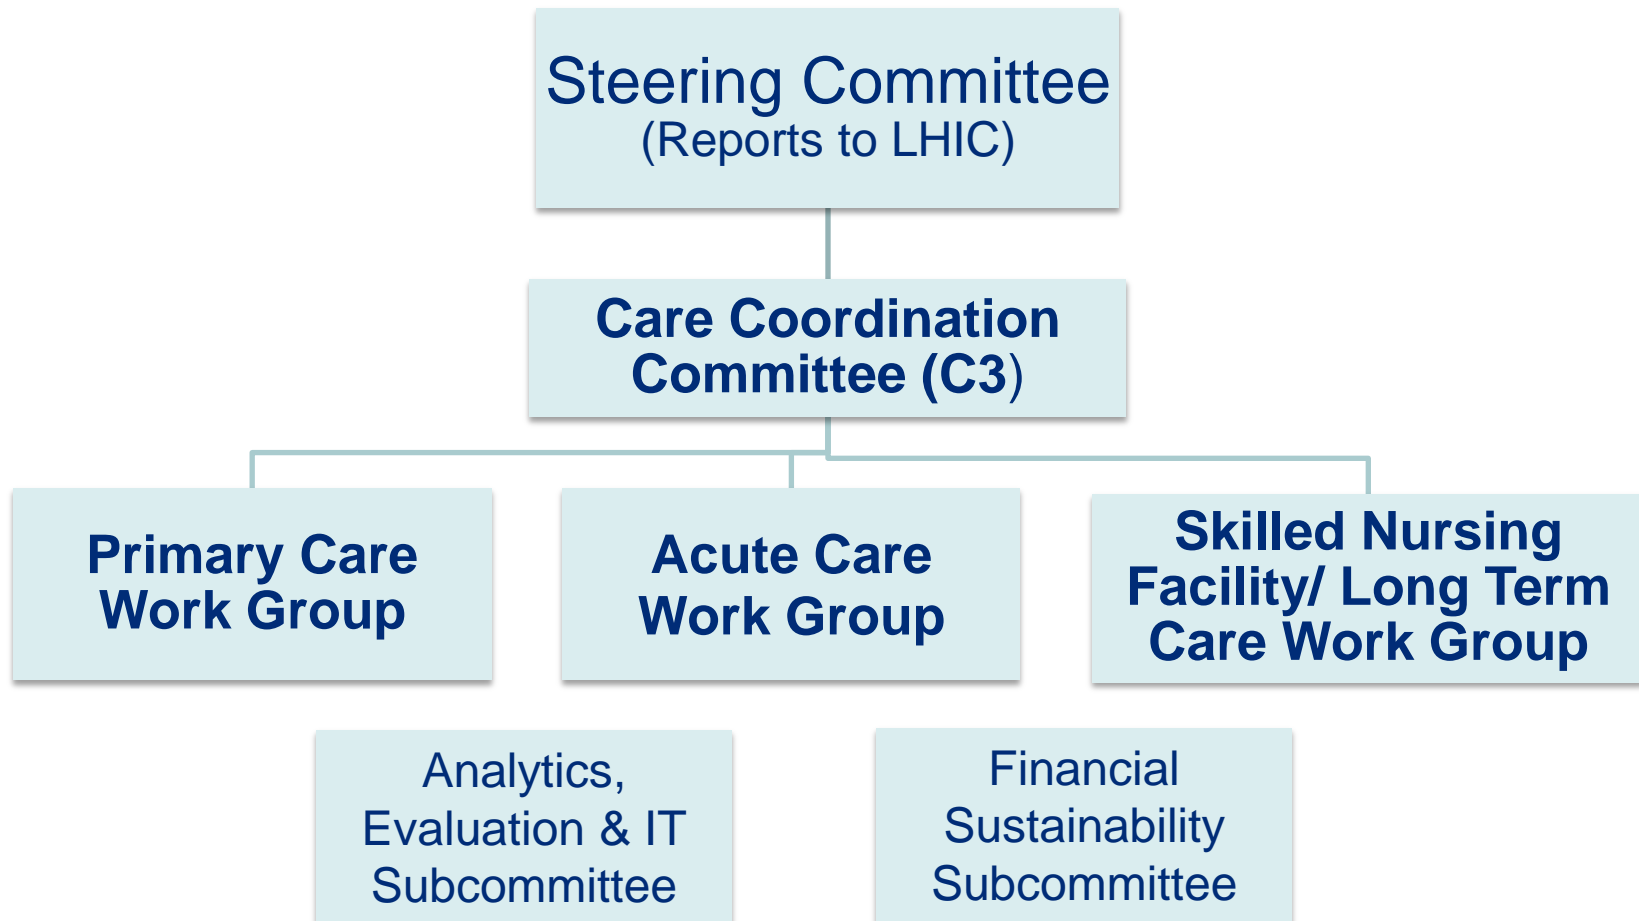 Steering Committee
(Reports to LHIC)
Care Coordination
Committee (C3)
Primary Care
Work Group
Acute Care
Work Group
Skilled Nursing
Facility/ Long Term
Care Work Group
Analytics,
Evaluation & IT
Subcommittee
Financial
Sustainability
Subcommittee